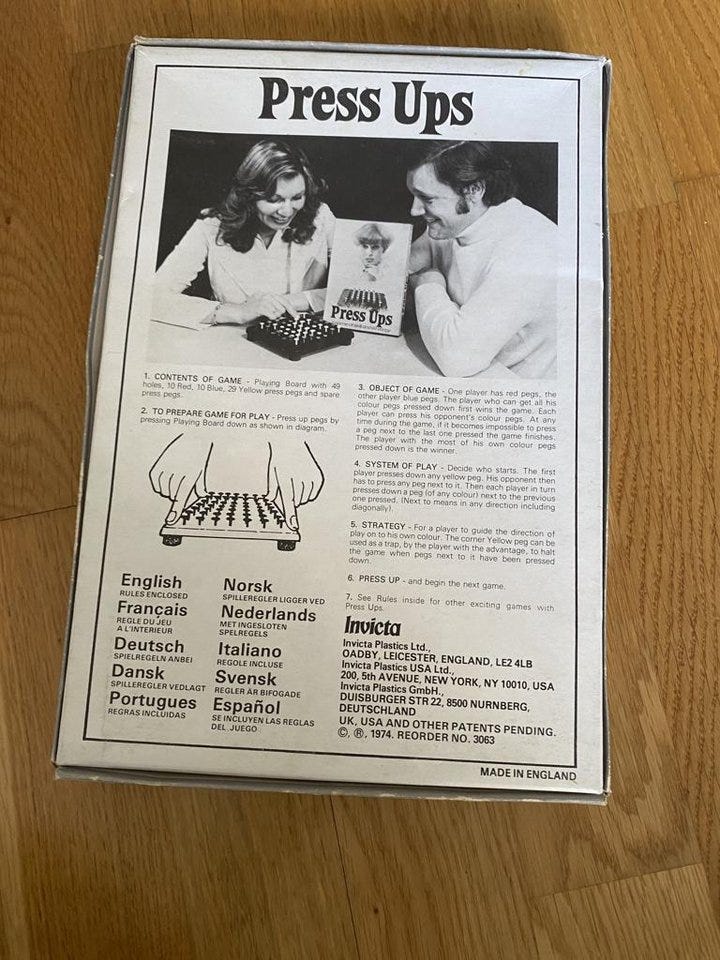 Press Ups
Press Ups
1. CONTENTS OF GAME - Playing Board with 49
holes, 10 Red, 10 Blue, 29 Yellow press pegs and spare
press pegs.
2. TO PREPARE GAME FOR PLAY - Press up pegs by
pressing Playing Board down as shown in diagram.
3. OBJECT OF GAME - One player has red pegs, the
other player blue pegs. The player who can get all his
colour pegs pressed down first wins the game. Each
player can press his opponent's colour pegs. At any
time during the game, if it becomes impossible to press
a peg next to the last one pressed the game finishes.
The player with the most of his own colour pegs
pressed down is the winner.
4. SYSTEM OF PLAY - Decide who starts. The first
player presses down any yellow peg. His opponent then
has to press any peg next to it. Then each player in turn
presses down a peg (of any colour) next to the previous
one pressed. (Next to means in any direction including
diagonally).
5. STRATEGY - For a player to guide the direction of
play on to his own colour. The corner Yellow peg can be
used as a trap, by the player with the advantage, to halt
the game when pegs next to it have been pressed
down.
6. PRESS UP - and begin the next game.
7. See Rules inside for other exciting games with
Press Ups.
English
RULES ENCLOSED
Français
REGLE DU JEU
A L'INTERIEUR
Deutsch
SPIELREGELN ANBEI
Dansk
SPILLEREGLER VEDLAGT
Portugues
REGRAS INCLUIDAS
Norsk
SPILLEREGLER LIGGER VED
Nederlands
MET INGESLOTEN
SPELREGELS
Italiano
REGOLE INCLUSE
Svensk
REGLER ÄR BIFOGADE
Español
SE INCLUYEN LAS REGLAS
DEL JUEGO
Invicta
Invicta Plastics Ltd.,
OADBY, LEICESTER, ENGLAND, LE2 4LB
Invicta Plastics USA Ltd.,
200, 5th AVENUE, NEW YORK, NY 10010, USA
Invicta Plastics GmbH.,
DUISBURGER STR 22, 8500 NURNBERG,
DEUTSCHLAND
UK, USA AND OTHER PATENTS PENDING.
©, ®, 1974. REORDER NO. 3063
MADE IN ENGLAND